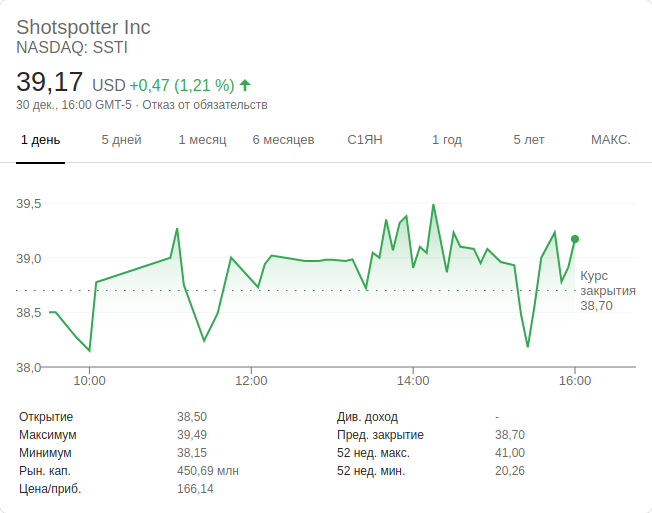 Shotspotter Inc
NASDAQ: SSTI
39,17 USD +0,47 (1,21 %)
30 дек., 16:00 GMT-5 · Отказ от обязательств
1 день 5 дней 1 месяц 6 месяцев С1ЯН 1 год 5 лет МАКС.
39,5
39,0
38,5
38,0
Курс
закрытия
38,70
10:00 12:00 14:00 16:00
Открытие 38,50 Див. доход -
Максимум 39,49 Пред. закрытие 38,70
Минимум 38,15 52 нед. макс. 41,00
Рын. кап. 450,69 млн 52 нед. мин. 20,26
Цена/приб. 166,14